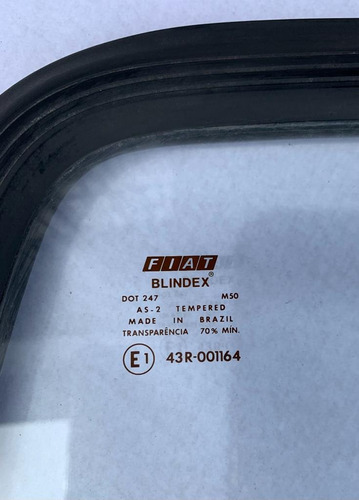 FIAT
BLINDEX®
DOT 247 M50
AS-2 TEMPERED
MADE IN BRAZIL
TRANSPARÊNCIA 70% MÍN.
E1 43R-001164